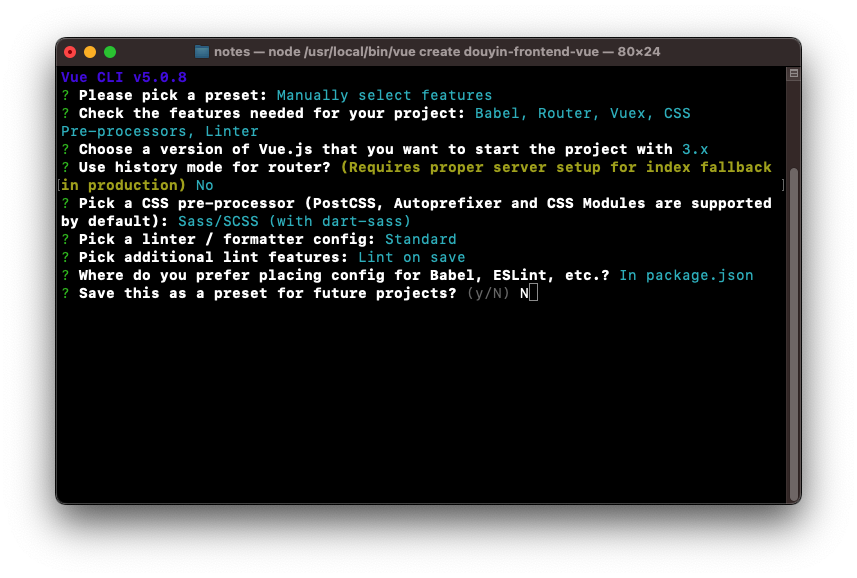 notes — node /usr/local/bin/vue create douyin-frontend-vue — 80×24
Vue CLI v5.0.8
? Please pick a preset: Manually select features
? Check the features needed for your project: Babel, Router, Vuex, CSS
Pre-processors, Linter
? Choose a version of Vue.js that you want to start the project with 3.x
? Use history mode for router? (Requires proper server setup for index fallback
in production) No
? Pick a CSS pre-processor (PostCSS, Autoprefixer and CSS Modules are supported
by default): Sass/SCSS (with dart-sass)
? Pick a linter / formatter config: Standard
? Pick additional lint features: Lint on save
? Where do you prefer placing config for Babel, ESLint, etc.? In package.json
? Save this as a preset for future projects? (y/N) N